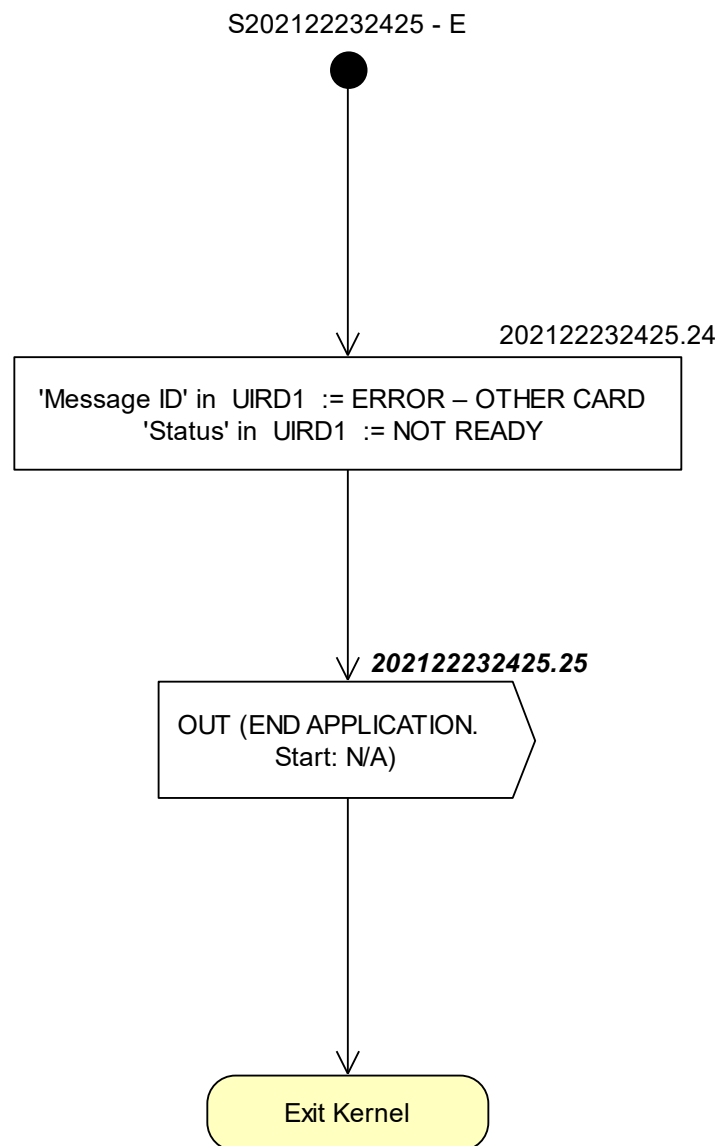 S202122232425 - E
202122232425.24
'Message ID' in  UIRD1  := ERROR – OTHER CARD
'Status' in  UIRD1  := NOT READY
202122232425.25
OUT (END APPLICATION.
Start: N/A)
Exit Kernel